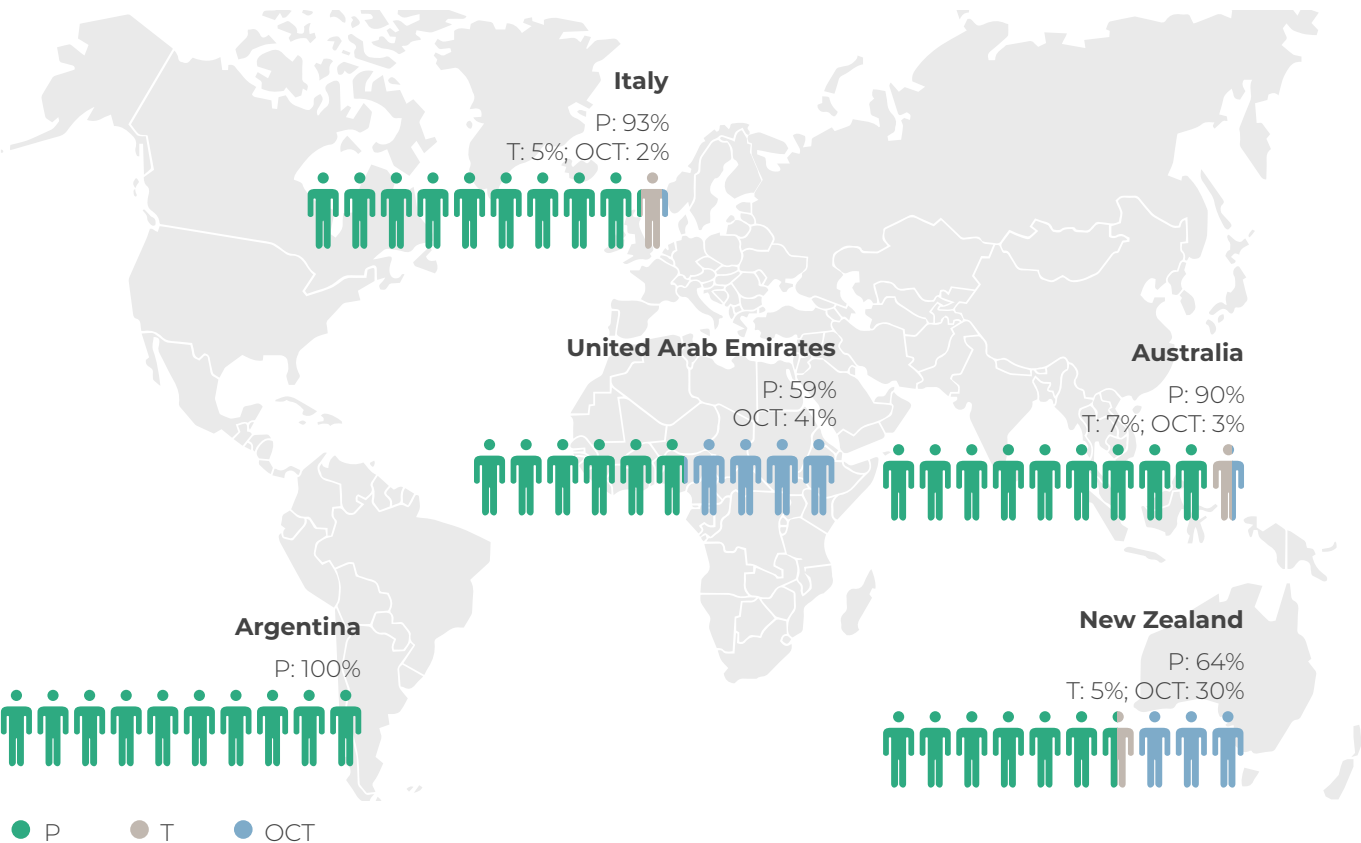 Italy
P: 93%
T: 5%; OCT: 2%
United Arab Emirates
P: 59%
OCT: 41%
Australia
P: 90%
T: 7%; OCT: 3%
Argentina
P: 100%
New Zealand
P: 64%
T: 5%; OCT: 30%
P
T
OCT